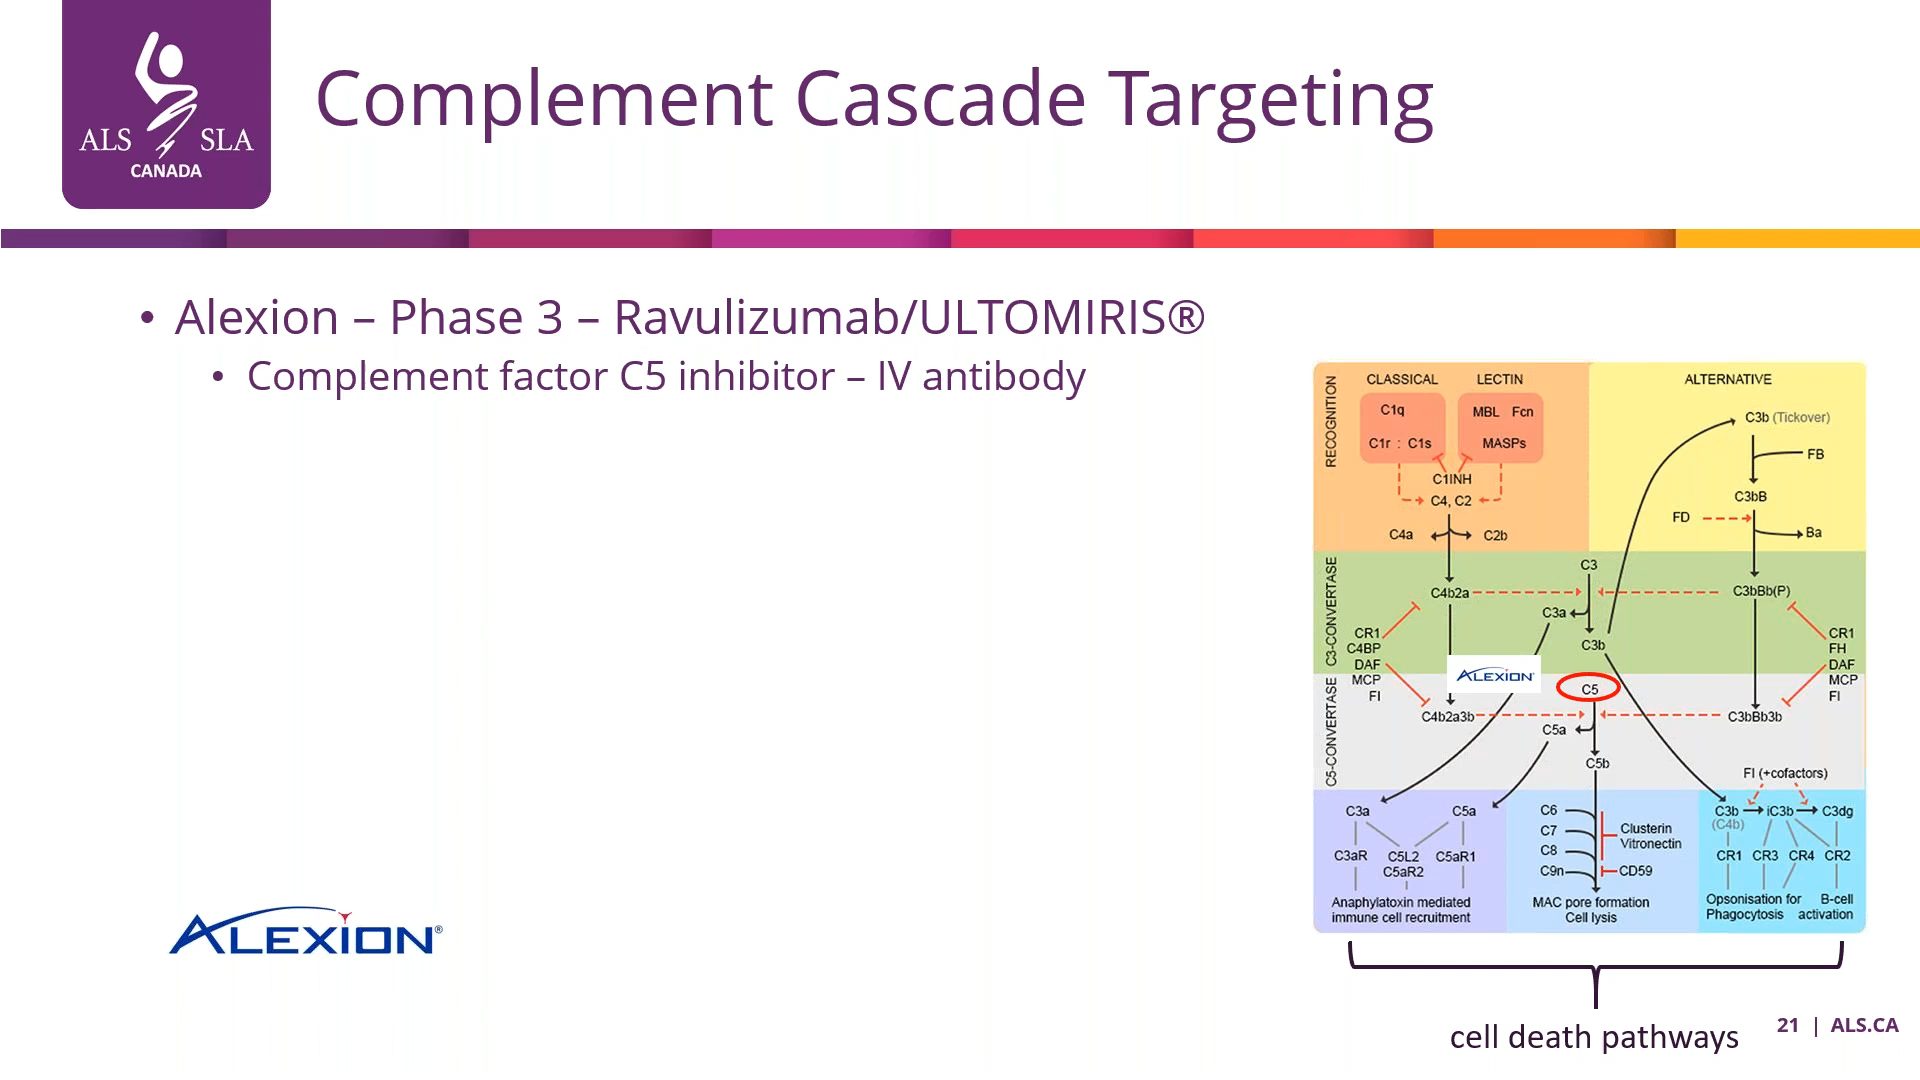 ALS SLA
CANADA
Complement Cascade Targeting
• Alexion – Phase 3 – Ravulizumab/ULTOMIRIS®
• Complement factor C5 inhibitor – IV antibody
RECOGNITION
CLASSICAL
LECTIN
ALTERNATIVE
C1q
C1r : C1s
MBL Fcn
MASPs
C1INH
C4, C2
C4a
C2b
C3b (Tickover)
FB
C3bB
FD
Ba
C3-CONVERTASE
C3
C4b2a
C3bBb(P)
C3a
C3b
CR1
C4BP
DAF
MCP
FI
CR1
FH
DAF
MCP
FI
ALEXION
C5-CONVERTASE
C5
C4b2a3b
C3bBb3b
C5a
C5b
FI (+cofactors)
C3a
C5a
C3aR
C5L2
C5aR2
C5aR1
Anaphylatoxin mediated
immune cell recruitment
C6
C7
C8
C9n
Clusterin
Vitronectin
CD59
MAC pore formation
Cell lysis
C3b
(C4b)
iC3b
C3dg
CR1
CR3
CR4
CR2
Opsonisation for
Phagocytosis
B-cell
activation
ALEXION®
cell death pathways
21 | ALS.CA